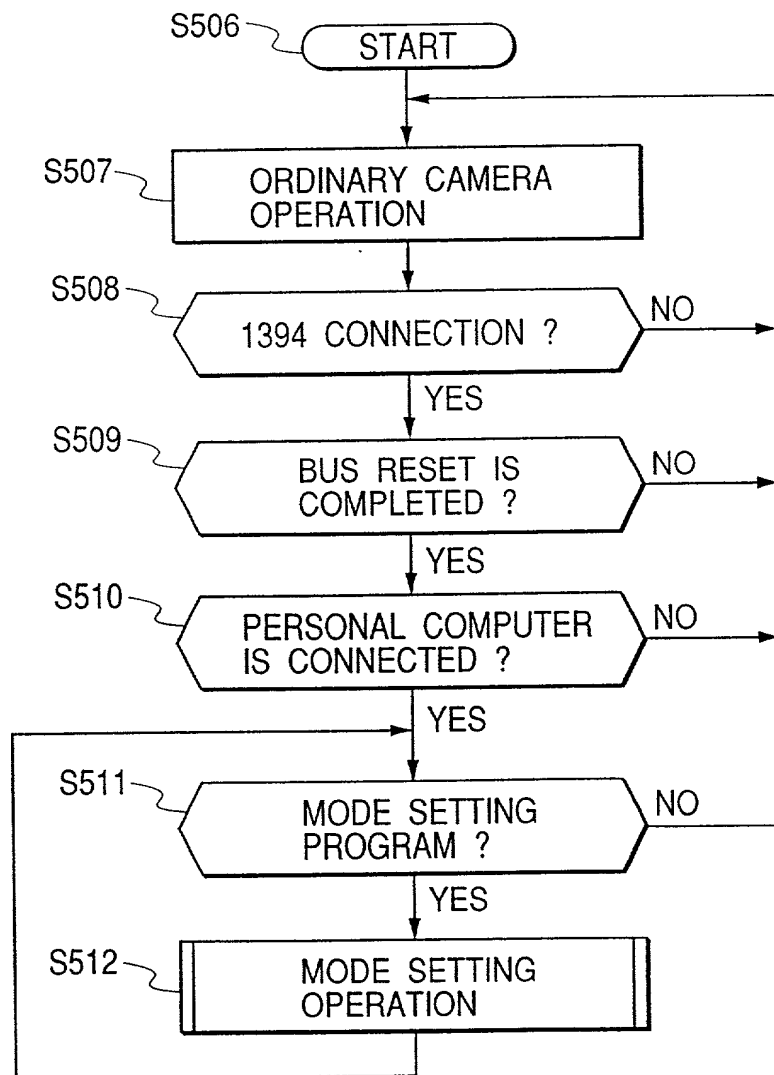 S506
START
S507
ORDINARY CAMERA
OPERATION
S508
1394 CONNECTION ?
NO
YES
S509
BUS RESET IS
COMPLETED ?
NO
YES
S510
PERSONAL COMPUTER
IS CONNECTED ?
NO
YES
S511
MODE SETTING
PROGRAM ?
NO
YES
S512
MODE SETTING
OPERATION